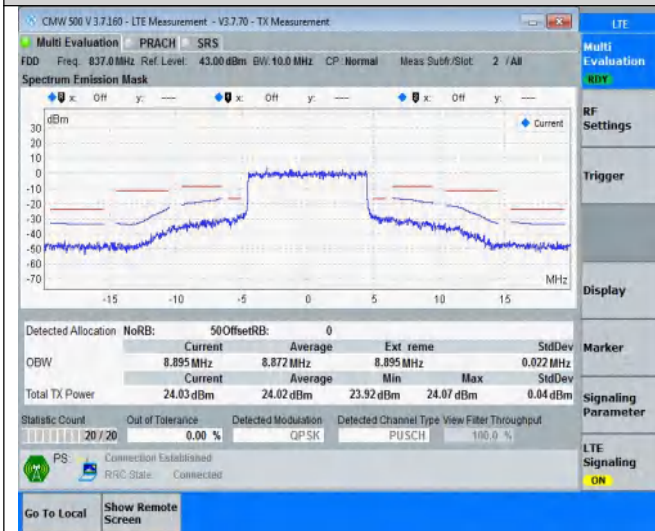 CMW 500 V 3.7.160 - LTE Measurement - V3.7.70 - TX Measurement
LTE
Multi Evaluation PRACH SRS
Multi Evaluation
RDY
FDD Freq. 837.0 MHz Ref. Level: 43.00 dBm BW: 10.0 MHz CP: Normal Meas Subfr./Slot: 2 /All
Spectrum Emission Mask
x: Off y: — x: Off y: — x: Off y: —
dBm
Current
30
20
10
0
-10
-20
-30
-40
-50
-60
-70
-15 -10 -5 0 5 10 15
MHz
RF Settings
Trigger
Display
Marker
Signaling Parameter
LTE Signaling
ON
Detected Allocation NoRB: 50 OffsetRB: 0
Current Average Extreme StdDev
OBW 8.895 MHz 8.872 MHz 8.895 MHz 0.022 MHz
Current Average Min Max StdDev
Total TX Power 24.03 dBm 24.02 dBm 23.92 dBm 24.07 dBm 0.04 dBm
Statistic Count Out of Tolerance Detected Modulation Detected Channel Type View Filter Throughput
20 / 20 0.00 % QPSK PUSCH 100.0 %
PS Connection Established
RRC State: Connected
Go To Local
Show Remote Screen